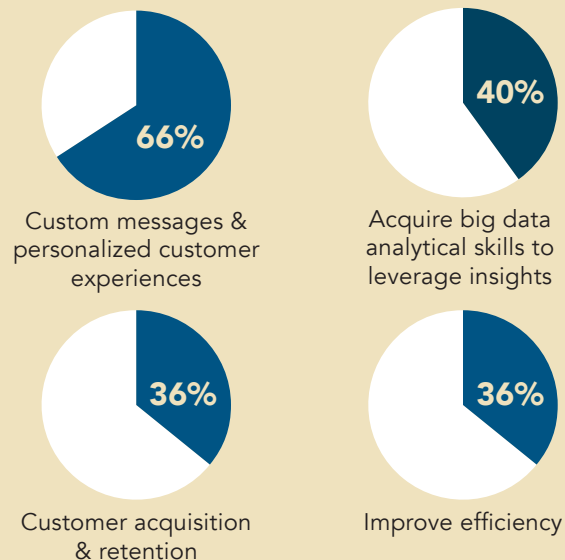 66%
Custom messages &
personalized customer
experiences
40%
Acquire big data
analytical skills to
leverage insights
36%
Customer acquisition
& retention
36%
Improve efficiency